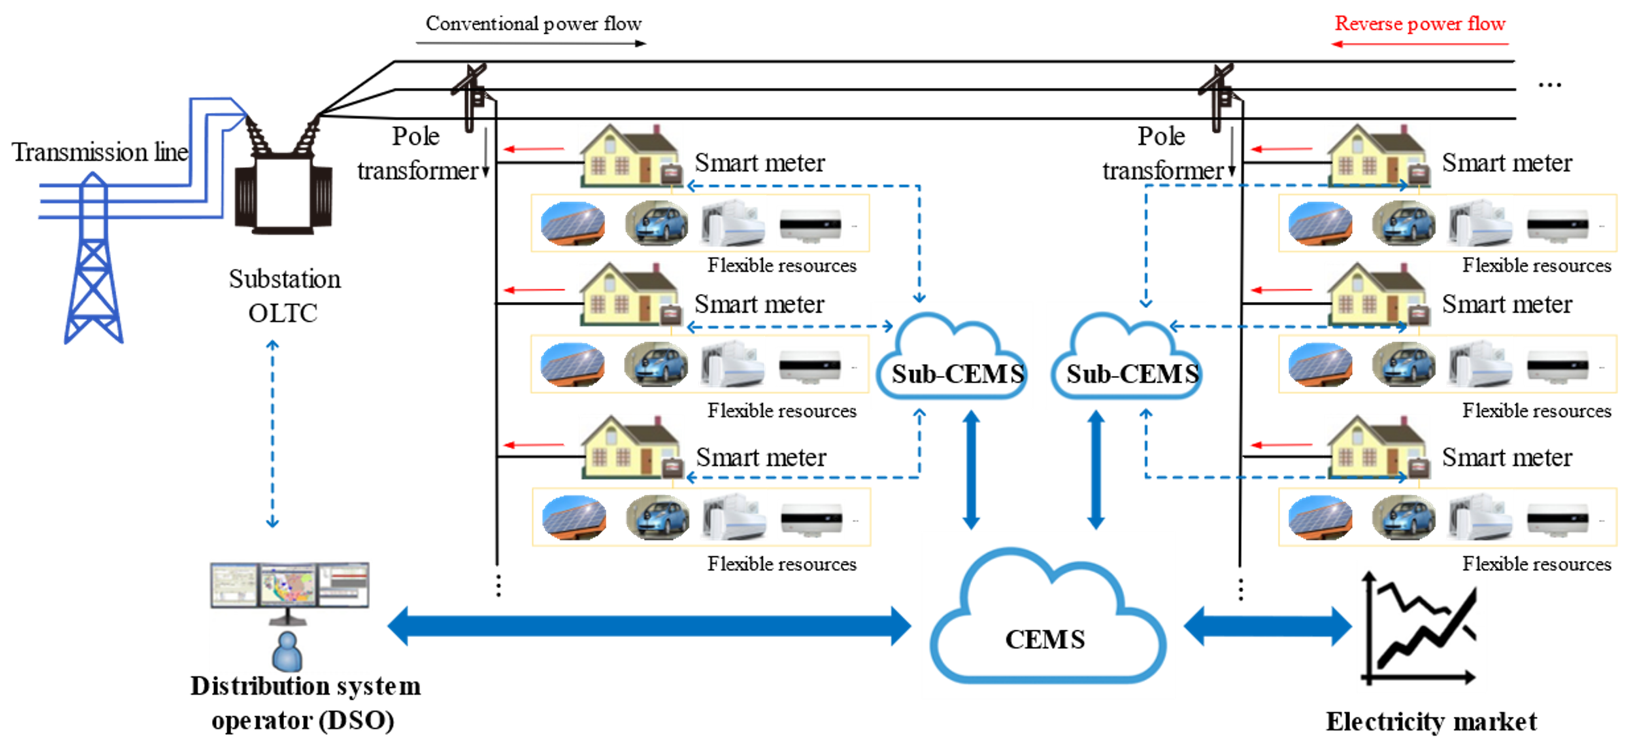 Conventional power flow
Reverse power flow
...
Transmission line
Pole
transformer
Smart meter
Pole
transformer
Smart meter
Flexible resources
Flexible resources
Substation
OLTC
Smart meter
Smart meter
Sub-CEMS
Sub-CEMS
Flexible resources
Flexible resources
Smart meter
Smart meter
Flexible resources
Flexible resources
CEMS
Distribution system
operator (DSO)
Electricity market